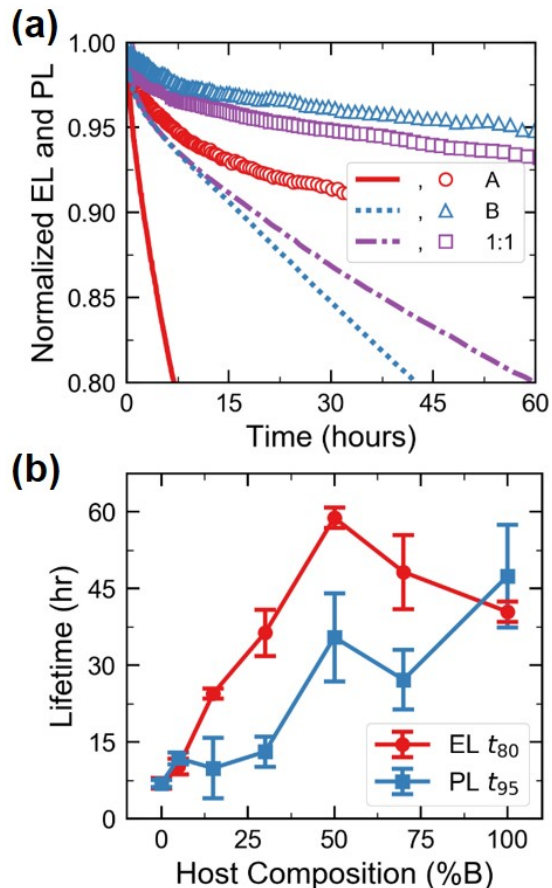 (a)
1.00
0.95
0.90
0.85
0.80
Normalized EL and PL
, A
, B
, 1:1
0 15 30 45 60
Time (hours)
(b)
60
45
30
15
0
Lifetime (hr)
EL t80
PL t95
0 25 50 75 100
Host Composition (%B)